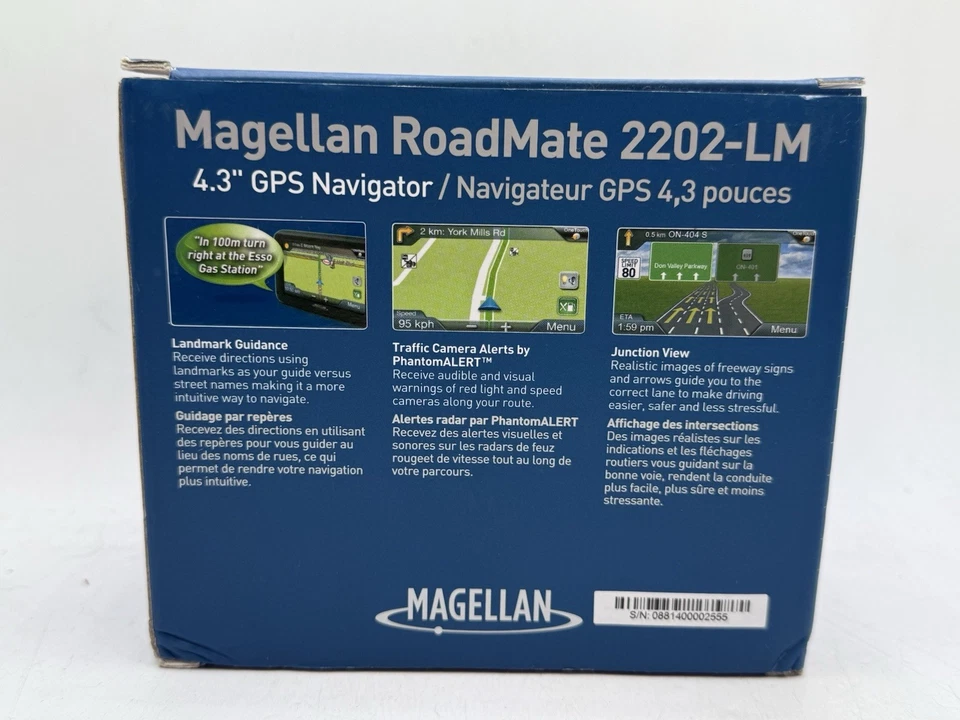 Magellan RoadMate 2202-LM
4.3" GPS Navigator / Navigateur GPS 4,3 pouces
"In 100m turn
right at the Esso
Gas Station"
Menu
2 km: York Mills Rd
Speed
95 kph
Menu
0.5 km ON-404 S
SPEED
LIMIT
80
Don Valley Parkway
ETA
1:59 pm
Menu
Landmark Guidance
Receive directions using
landmarks as your guide versus
street names making it a more
intuitive way to navigate.
Guidage par repères
Recevez des directions en utilisant
des repères pour vous guider au
lieu des noms de rues, ce qui
permet de rendre votre navigation
plus intuitive.
Traffic Camera Alerts by
PhantomALERT™
Receive audible and visual
warnings of red light and speed
cameras along your route.
Alertes radar par PhantomALERT
Recevez des alertes visuelles et
sonores sur les radars de feuz
rougeet de vitesse tout au long de
votre parcours.
Junction View
Realistic images of freeway signs
and arrows guide you to the
correct lane to make driving
easier, safer and less stressful.
Affichage des intersections
Des images réalistes sur les
indications et les fléchages
routiers vous guidant sur la
bonne voie, rendent la conduite
plus facile, plus sûre et moins
stressante.
MAGELLAN
S/N: 0881400002555